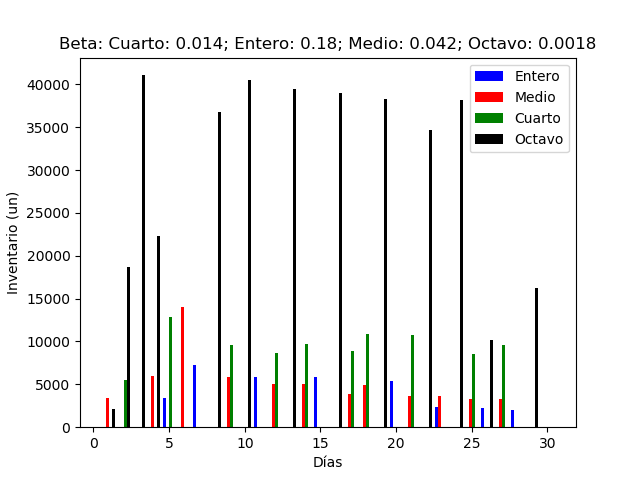 Beta: Cuarto: 0.014; Entero: 0.18; Medio: 0.042; Octavo: 0.0018
Entero
Medio
Cuarto
Octavo
Inventario (un)
40000
35000
30000
25000
20000
15000
10000
5000
0
0 5 10 15 20 25 30
Días